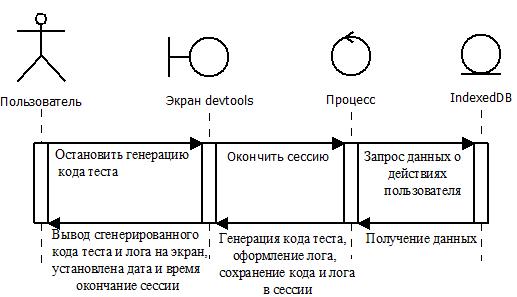 Пользователь
Экран devtools
Процесс
IndexedDB
Остановить генерацию
кода теста
Окончить сессию
Запрос данных о
действиях
пользователя
Вывод сгенерированного
кода теста и лога на экран,
установлена дата и время
окончание сессии
Генерация кода теста,
оформление лога,
сохранение кода и лога
в сессии
Получение данных